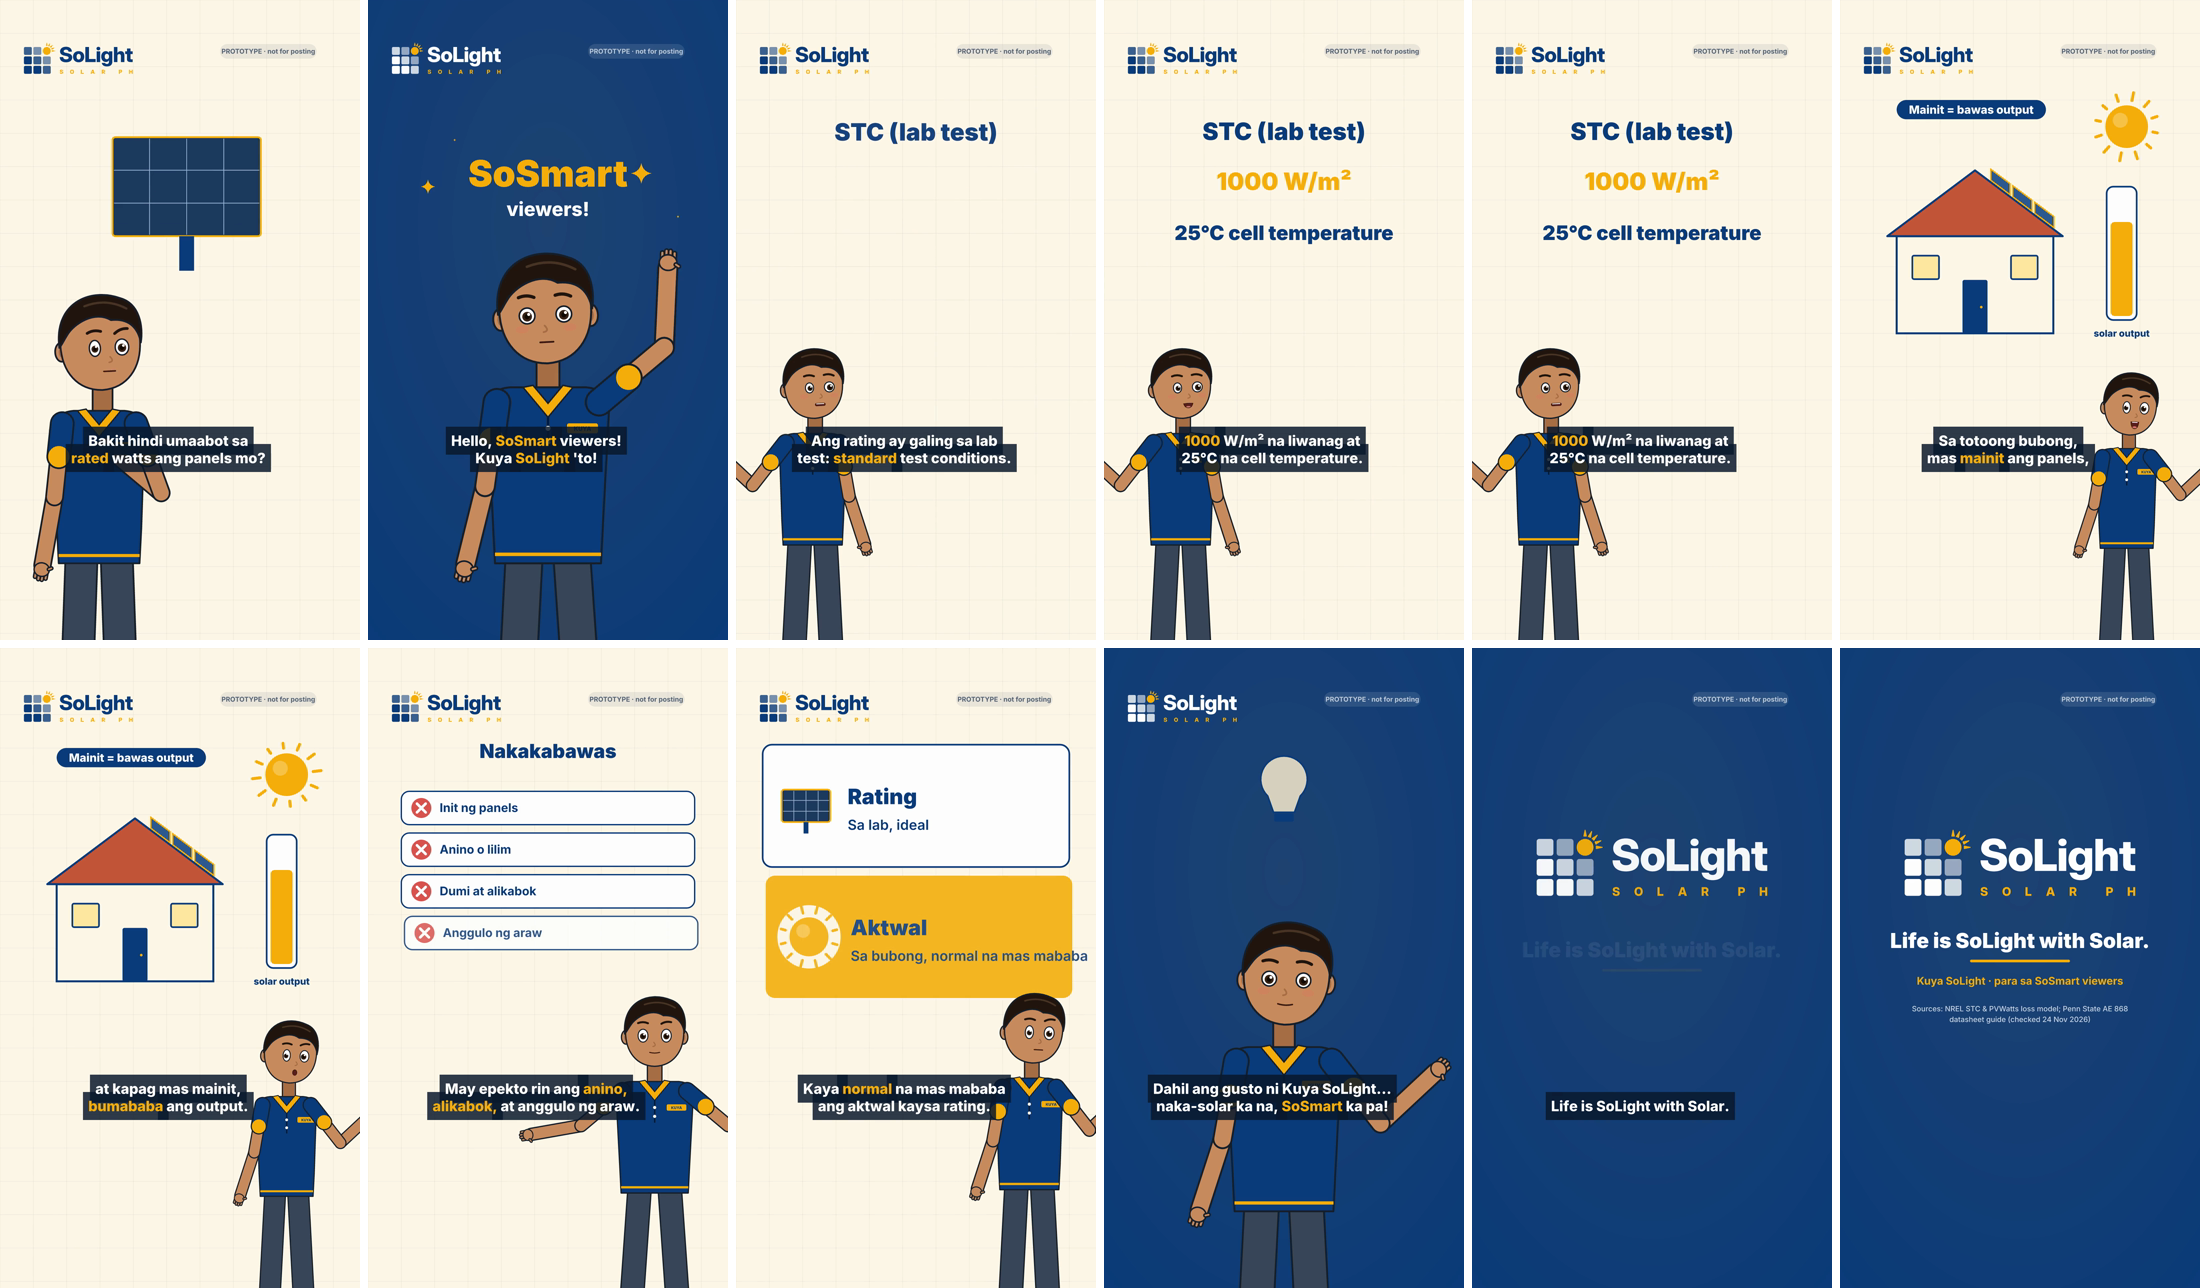 SoLight
SOLAR PH
PROTOTYPE - not for posting
Bakit hindi umaabot sa
rated watts ang panels mo?
SoLight
SOLAR PH
PROTOTYPE - not for posting
SoSmart
viewers!
KUYA
Hello, SoSmart viewers!
Kuya SoLight 'to!
SoLight
SOLAR PH
PROTOTYPE - not for posting
STC (lab test)
Ang rating ay galing sa lab
test: standard test conditions.
SoLight
SOLAR PH
PROTOTYPE - not for posting
STC (lab test)
1000 W/m²
25°C cell temperature
1000 W/m² na liwanag at
25°C na cell temperature.
SoLight
SOLAR PH
PROTOTYPE - not for posting
STC (lab test)
1000 W/m²
25°C cell temperature
1000 W/m² na liwanag at
25°C na cell temperature.
SoLight
SOLAR PH
PROTOTYPE - not for posting
Mainit = bawas output
solar output
Sa totoong bubong,
mas mainit ang panels,
KUYA
SoLight
SOLAR PH
PROTOTYPE - not for posting
Mainit = bawas output
solar output
at kapag mas mainit,
bumababa ang output.
KUYA
SoLight
SOLAR PH
PROTOTYPE - not for posting
Nakakabawas
Init ng panels
Anino o lilim
Dumi at alikabok
Anggulo ng araw
May epekto rin ang anino,
alikabok, at anggulo ng araw.
KUYA
SoLight
SOLAR PH
PROTOTYPE - not for posting
Rating
Sa lab, ideal
Aktwal
Sa bubong, normal na mas mababa
Kaya normal na mas mababa
ang aktwal kaysa rating.
KUYA
SoLight
SOLAR PH
PROTOTYPE - not for posting
Dahil ang gusto ni Kuya SoLight...
naka-solar ka na, SoSmart ka pa!
PROTOTYPE - not for posting
SoLight
SOLAR PH
Life is SoLight with Solar.
Life is SoLight with Solar.
PROTOTYPE - not for posting
SoLight
SOLAR PH
Life is SoLight with Solar.
Kuya SoLight · para sa SoSmart viewers
Sources: NREL STC & PVWatts loss model; Penn State AE 868
datasheet guide (checked 24 Nov 2026)